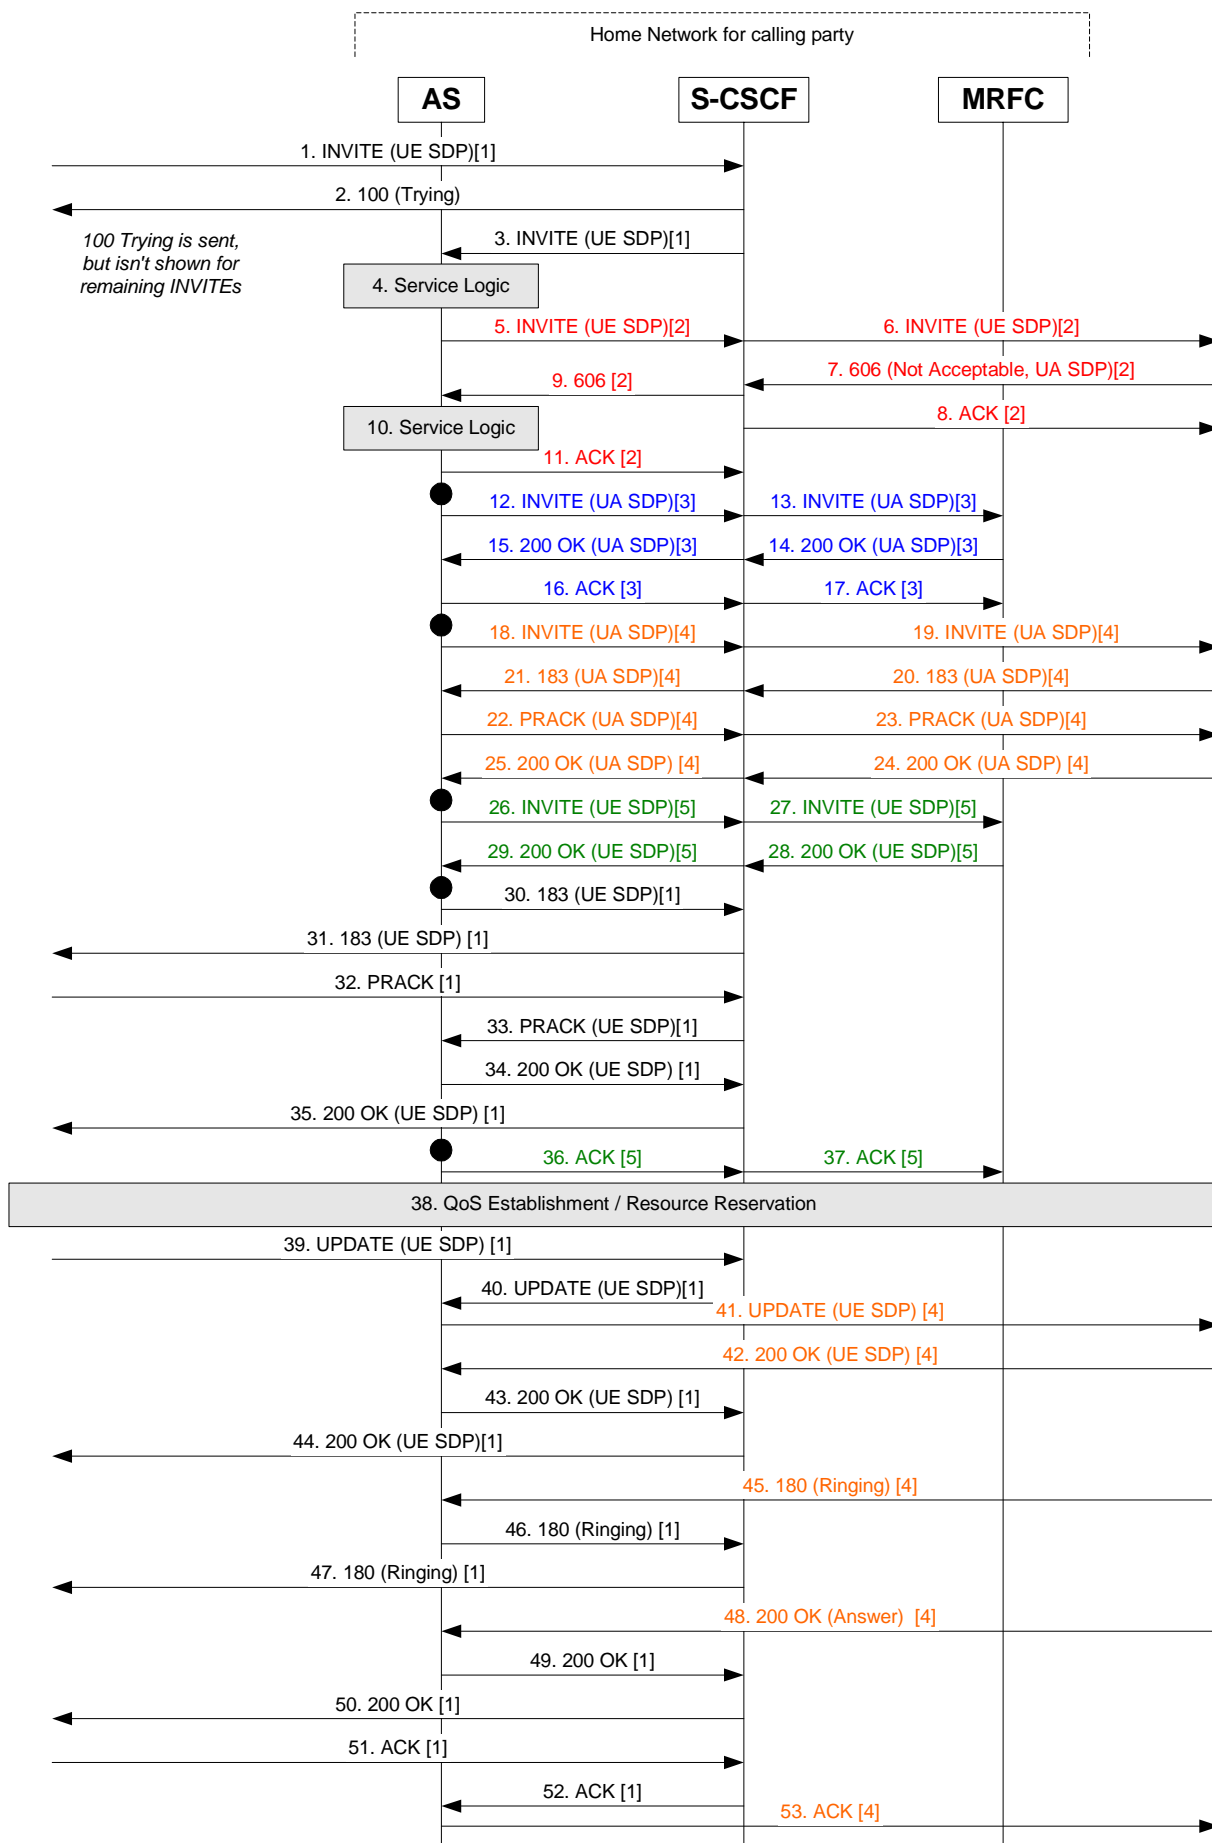 Home Network for calling party
AS
S-CSCF
MRFC
1. INVITE (UE SDP)[1]
2. 100 (Trying)
100 Trying is sent,
but isn't shown for
remaining INVITEs
3. INVITE (UE SDP)[1]
4. Service Logic
5. INVITE (UE SDP)[2]
6. INVITE (UE SDP)[2]
7. 606 (Not Acceptable, UA SDP)[2]
9. 606 [2]
8. ACK [2]
10. Service Logic
11. ACK [2]
12. INVITE (UA SDP)[3]
13. INVITE (UA SDP)[3]
15. 200 OK (UA SDP)[3]
14. 200 OK (UA SDP)[3]
16. ACK [3]
17. ACK [3]
18. INVITE (UA SDP)[4]
19. INVITE (UA SDP)[4]
21. 183 (UA SDP)[4]
20. 183 (UA SDP)[4]
22. PRACK (UA SDP)[4]
23. PRACK (UA SDP)[4]
25. 200 OK (UA SDP) [4]
24. 200 OK (UA SDP) [4]
26. INVITE (UE SDP)[5]
27. INVITE (UE SDP)[5]
29. 200 OK (UE SDP)[5]
28. 200 OK (UE SDP)[5]
30. 183 (UE SDP)[1]
31. 183 (UE SDP) [1]
32. PRACK [1]
33. PRACK (UE SDP)[1]
34. 200 OK (UE SDP) [1]
35. 200 OK (UE SDP) [1]
36. ACK [5]
37. ACK [5]
38. QoS Establishment / Resource Reservation
39. UPDATE (UE SDP) [1]
40. UPDATE (UE SDP)[1]
41. UPDATE (UE SDP) [4]
42. 200 OK (UE SDP) [4]
43. 200 OK (UE SDP) [1]
44. 200 OK (UE SDP)[1]
45. 180 (Ringing) [4]
46. 180 (Ringing) [1]
47. 180 (Ringing) [1]
48. 200 OK (Answer)  [4]
49. 200 OK [1]
50. 200 OK [1]
51. ACK [1]
52. ACK [1]
53. ACK [4]